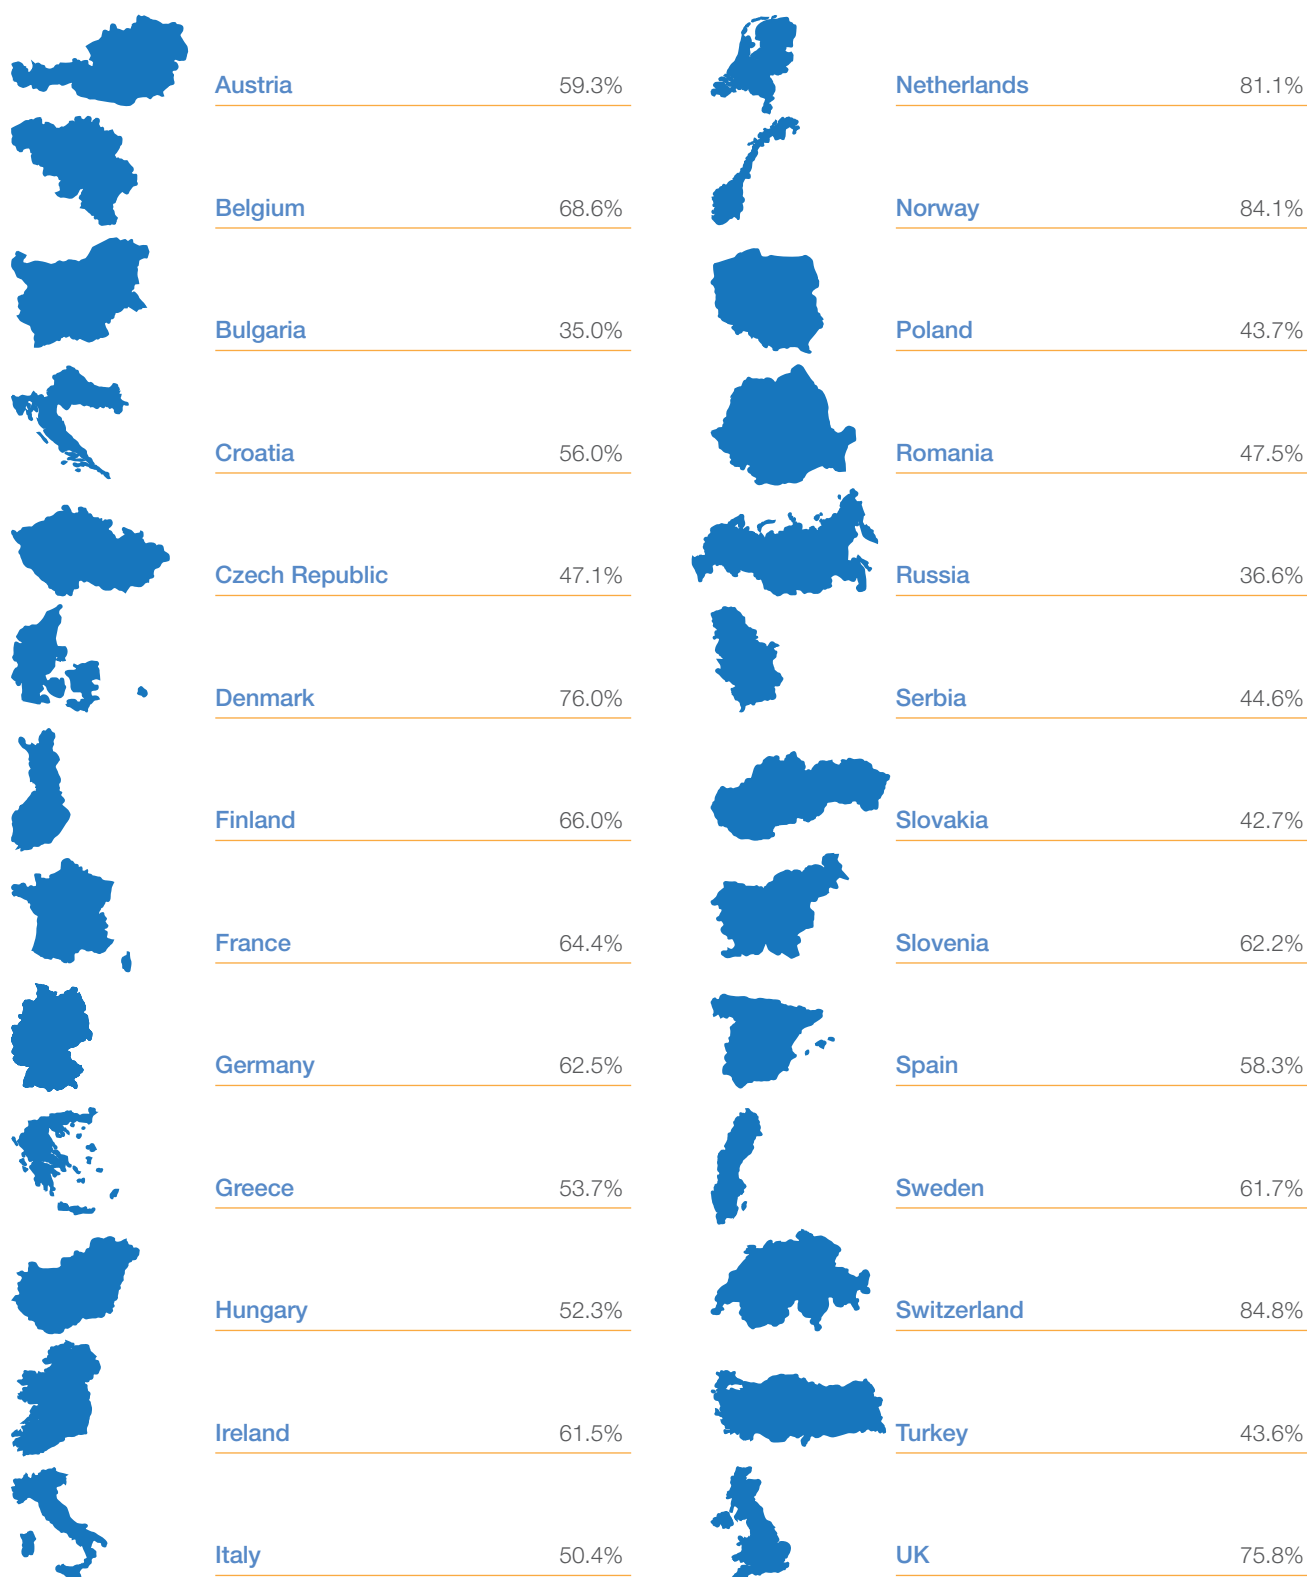 Austria 59.3%
Belgium 68.6%
Bulgaria 35.0%
Croatia 56.0%
Czech Republic 47.1%
Denmark 76.0%
Finland 66.0%
France 64.4%
Germany 62.5%
Greece 53.7%
Hungary 52.3%
Ireland 61.5%
Italy 50.4%
Netherlands 81.1%
Norway 84.1%
Poland 43.7%
Romania 47.5%
Russia 36.6%
Serbia 44.6%
Slovakia 42.7%
Slovenia 62.2%
Spain 58.3%
Sweden 61.7%
Switzerland 84.8%
Turkey 43.6%
UK 75.8%